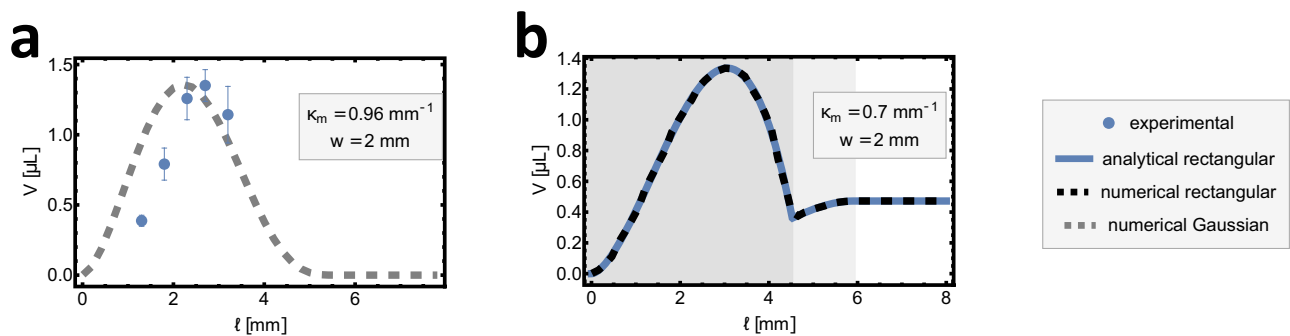 a
V [μL]
1.5
1.0
0.5
0.0
κm = 0.96 mm⁻¹
w = 2 mm
0 2 4 6
ℓ [mm]
b
V [μL]
1.4
1.2
1.0
0.8
0.6
0.4
0.2
0.0
κm = 0.7 mm⁻¹
w = 2 mm
0 2 4 6 8
ℓ [mm]
experimental
analytical rectangular
numerical rectangular
numerical Gaussian